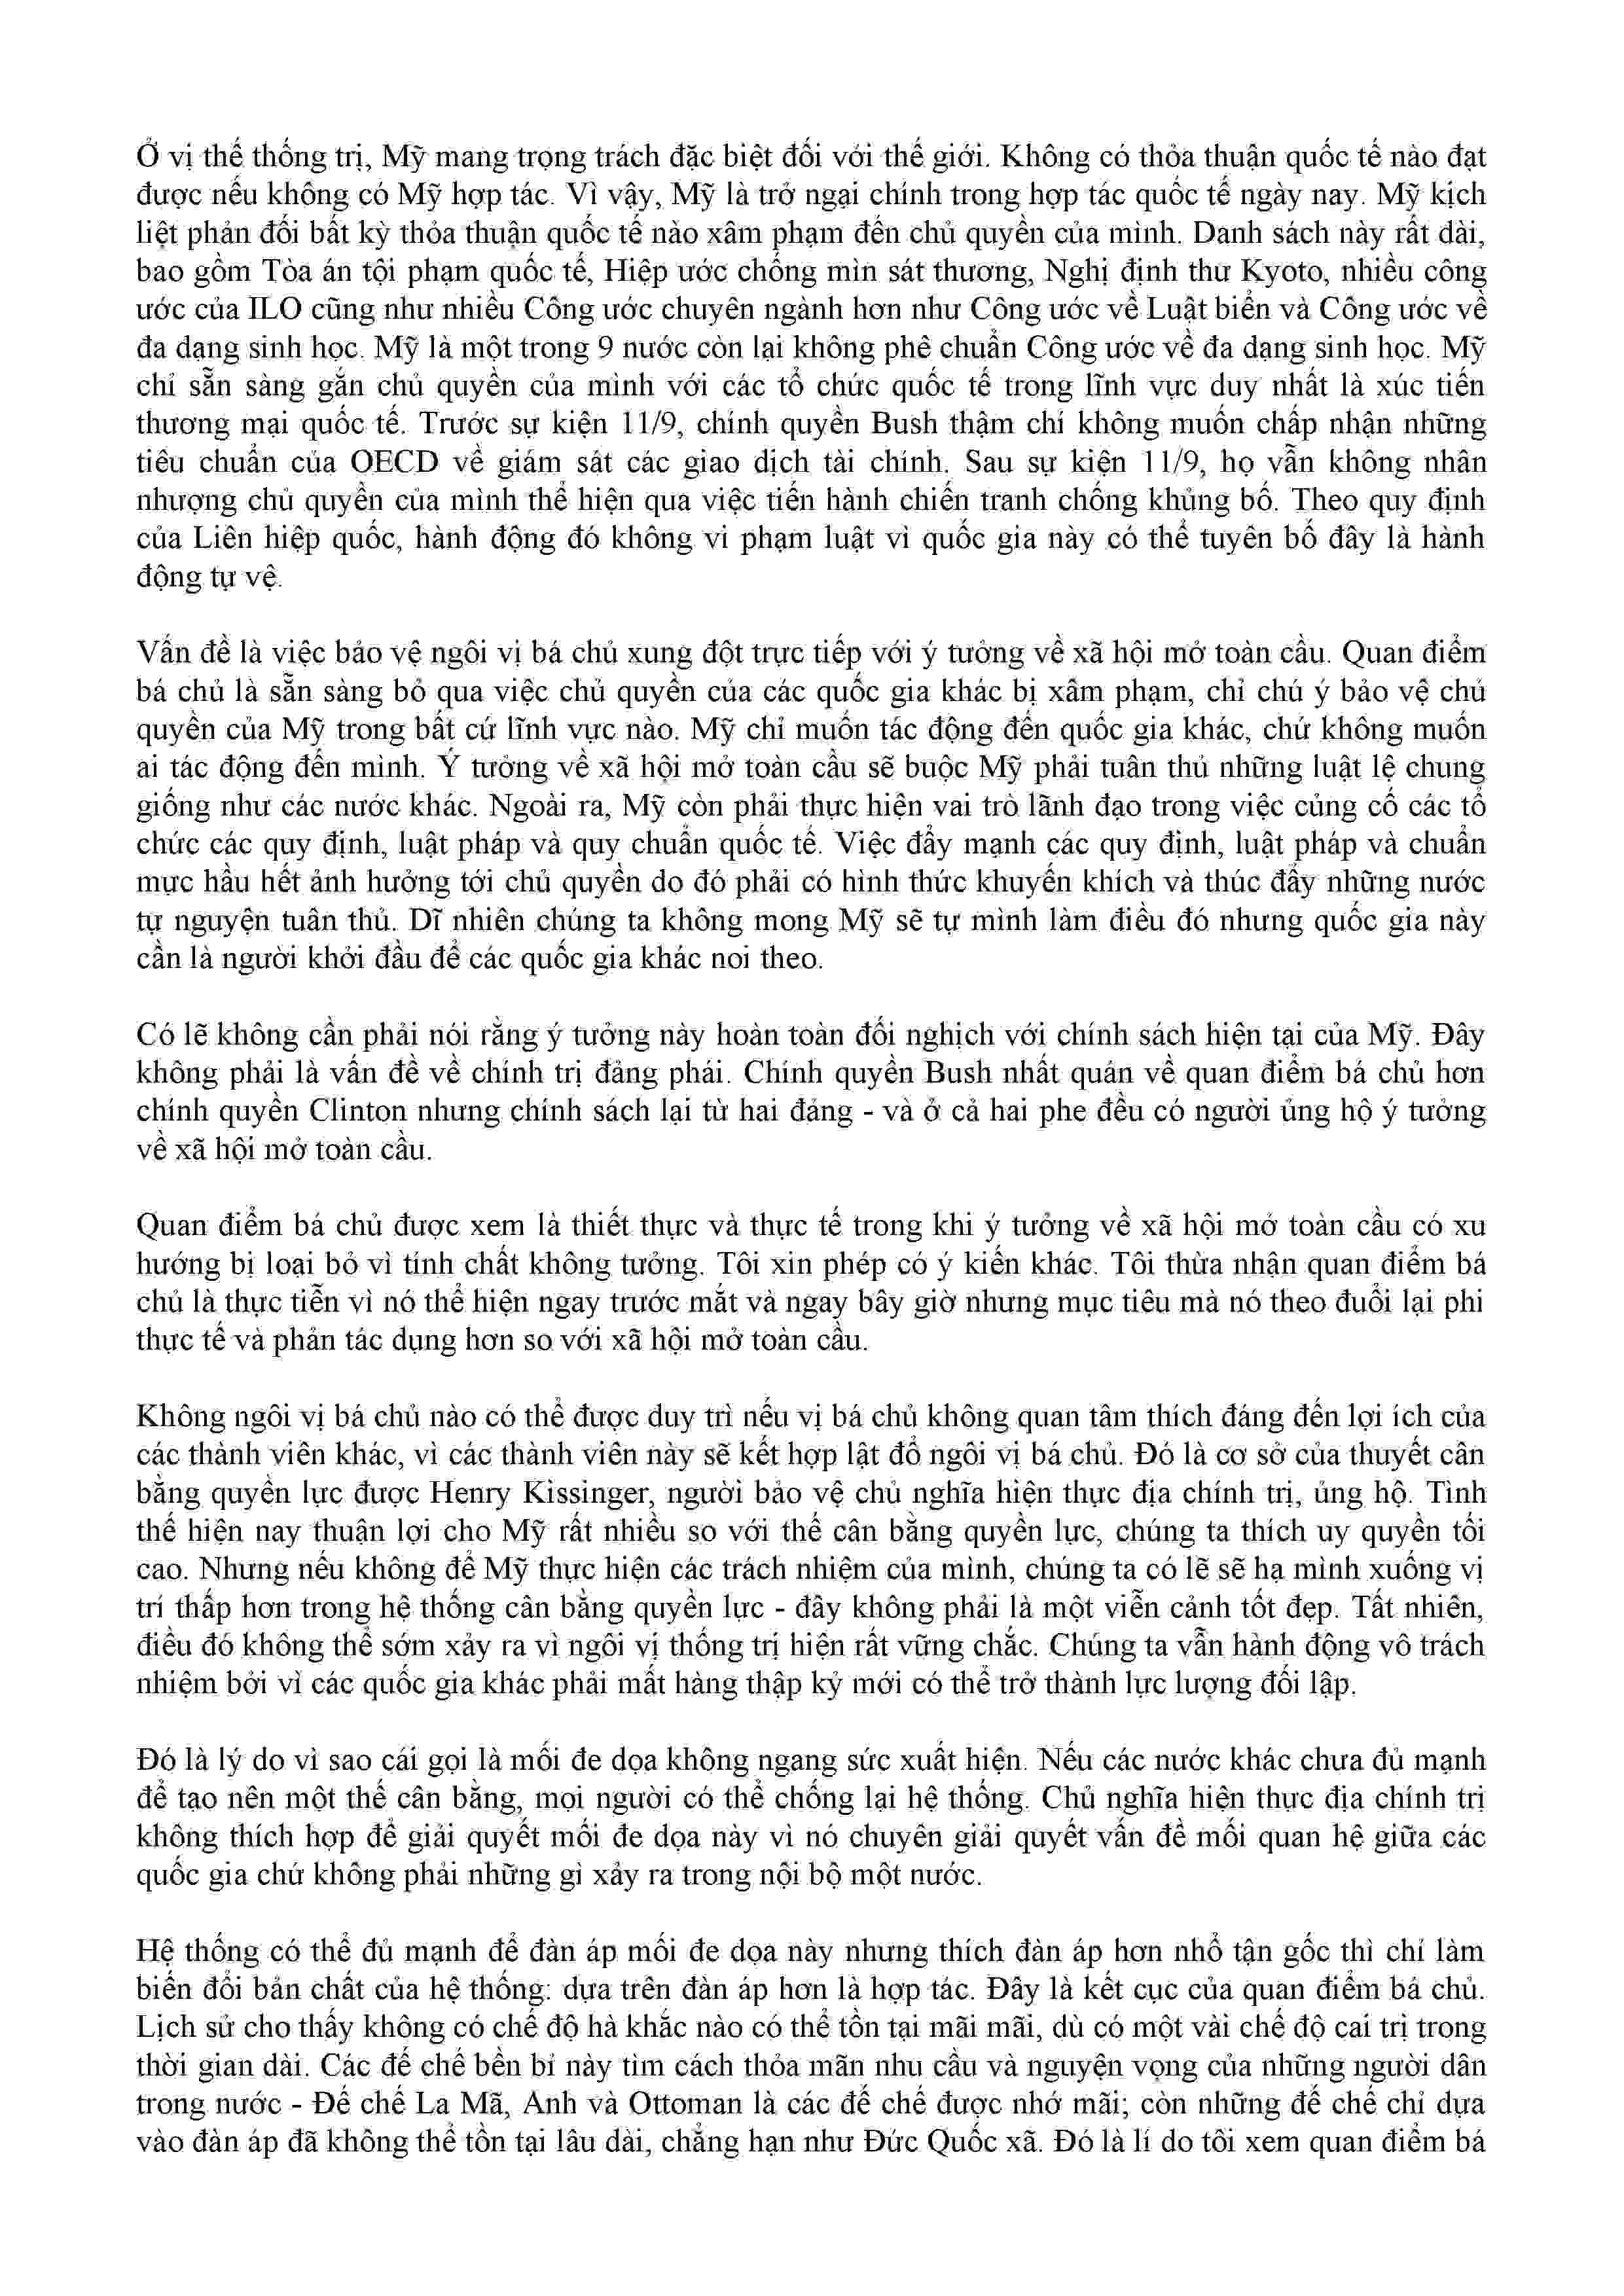 Ở vị thế thống trị, Mỹ mang trọng trách đặc biệt đối với thế giới. Không có thỏa thuận quốc tế nào đạt
được nếu không có Mỹ hợp tác. Vì vậy, Mỹ là trở ngại chính trong hợp tác quốc tế ngày nay. Mỹ kịch
liệt phản đối bất kỳ thỏa thuận quốc tế nào xâm phạm đến chủ quyền của mình. Danh sách này rất dài,
bao gồm Tòa án tội phạm quốc tế, Hiệp ước chống mìn sát thương, Nghị định thư Kyoto, nhiều công
ước của ILO cũng như nhiều Công ước chuyên ngành hơn như Công ước về Luật biển và Công ước về
đa dạng sinh học. Mỹ là một trong 9 nước còn lại không phê chuẩn Công ước về đa dạng sinh học. Mỹ
chỉ sẵn sàng gắn chủ quyền của mình với các tổ chức quốc tế trong lĩnh vực duy nhất là xúc tiến
thương mại quốc tế. Trước sự kiện 11/9, chính quyền Bush thậm chí không muốn chấp nhận những
tiêu chuẩn của OECD về giám sát các giao dịch tài chính. Sau sự kiện 11/9, họ vẫn không nhân
nhượng chủ quyền của mình thể hiện qua việc tiến hành chiến tranh chống khủng bố. Theo quy định
của Liên hiệp quốc, hành động đó không vi phạm luật vì quốc gia này có thể tuyên bố đây là hành
động tự vệ.

Vấn đề là việc bảo vệ ngôi vị bá chủ xung đột trực tiếp với ý tưởng về xã hội mở toàn cầu. Quan điểm
bá chủ là sẵn sàng bỏ qua việc chủ quyền của các quốc gia khác bị xâm phạm, chỉ chú ý bảo vệ chủ
quyền của Mỹ trong bất cứ lĩnh vực nào. Mỹ chỉ muốn tác động đến quốc gia khác, chứ không muốn
ai tác động đến mình. Ý tưởng về xã hội mở toàn cầu sẽ buộc Mỹ phải tuân thủ những luật lệ chung
giống như các nước khác. Ngoài ra, Mỹ còn phải thực hiện vai trò lãnh đạo trong việc củng cố các tổ
chức các quy định, luật pháp và quy chuẩn quốc tế. Việc đẩy mạnh các quy định, luật pháp và chuẩn
mực hầu hết ảnh hưởng tới chủ quyền do đó phải có hình thức khuyến khích và thúc đẩy những nước
tự nguyện tuân thủ. Dĩ nhiên chúng ta không mong Mỹ sẽ tự mình làm điều đó nhưng quốc gia này
cần là người khởi đầu để các quốc gia khác noi theo.

Có lẽ không cần phải nói rằng ý tưởng này hoàn toàn đối nghịch với chính sách hiện tại của Mỹ. Đây
không phải là vấn đề về chính trị đảng phái. Chính quyền Bush nhất quán về quan điểm bá chủ hơn
chính quyền Clinton nhưng chính sách lại từ hai đảng - và ở cả hai phe đều có người ủng hộ ý tưởng
về xã hội mở toàn cầu.

Quan điểm bá chủ được xem là thiết thực và thực tế trong khi ý tưởng về xã hội mở toàn cầu có xu
hướng bị loại bỏ vì tính chất không tưởng. Tôi xin phép có ý kiến khác. Tôi thừa nhận quan điểm bá
chủ là thực tiễn vì nó thể hiện ngay trước mắt và ngay bây giờ nhưng mục tiêu mà nó theo đuổi lại phi
thực tế và phản tác dụng hơn so với xã hội mở toàn cầu.

Không ngôi vị bá chủ nào có thể được duy trì nếu vị bá chủ không quan tâm thích đáng đến lợi ích của
các thành viên khác, vì các thành viên này sẽ kết hợp lật đổ ngôi vị bá chủ. Đó là cơ sở của thuyết cân
bằng quyền lực được Henry Kissinger, người bảo vệ chủ nghĩa hiện thực địa chính trị, ủng hộ. Tình
thế hiện nay thuận lợi cho Mỹ rất nhiều so với thế cân bằng quyền lực, chúng ta thích uy quyền tối
cao. Nhưng nếu không để Mỹ thực hiện các trách nhiệm của mình, chúng ta có lẽ sẽ hạ mình xuống vị
trí thấp hơn trong hệ thống cân bằng quyền lực - đây không phải là một viễn cảnh tốt đẹp. Tất nhiên,
điều đó không thể sớm xảy ra vì ngôi vị thống trị hiện rất vững chắc. Chúng ta vẫn hành động vô trách
nhiệm bởi vì các quốc gia khác phải mất hàng thập kỷ mới có thể trở thành lực lượng đối lập.

Đó là lý do vì sao cái gọi là mối đe dọa không ngang sức xuất hiện. Nếu các nước khác chưa đủ mạnh
để tạo nên một thế cân bằng, mọi người có thể chống lại hệ thống. Chủ nghĩa hiện thực địa chính trị
không thích hợp để giải quyết mối đe dọa này vì nó chuyên giải quyết vấn đề mối quan hệ giữa các
quốc gia chứ không phải những gì xảy ra trong nội bộ một nước.

Hệ thống có thể đủ mạnh để đàn áp mối đe dọa này nhưng thích đàn áp hơn nhổ tận gốc thì chỉ làm
biến đổi bản chất của hệ thống: dựa trên đàn áp hơn là hợp tác. Đây là kết cục của quan điểm bá chủ.
Lịch sử cho thấy không có chế độ hà khắc nào có thể tồn tại mãi mãi, dù có một vài chế độ cai trị trong
thời gian dài. Các đế chế bền bỉ này tìm cách thỏa mãn nhu cầu và nguyện vọng của những người dân
trong nước - Đế chế La Mã, Anh và Ottoman là các đế chế được nhớ mãi; còn những đế chế chỉ dựa
vào đàn áp đã không thể tồn tại lâu dài, chẳng hạn như Đức Quốc xã. Đó là lí do tôi xem quan điểm bá